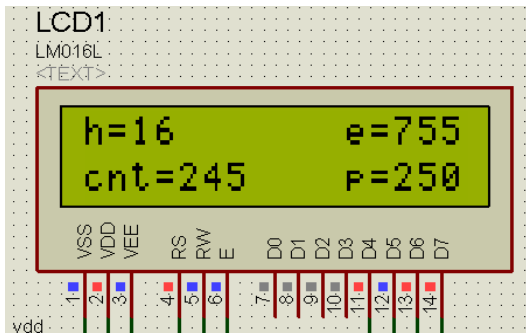 LCD1
LM016L
<TEXT>
h=16 e=755
cnt=245 P=250
VSS VDD VEE RS RW E D0 D1 D2 D3 D4 D5 D6 D7
1 2 3 4 5 6 7 8 9 10 11 12 13 14
vdd